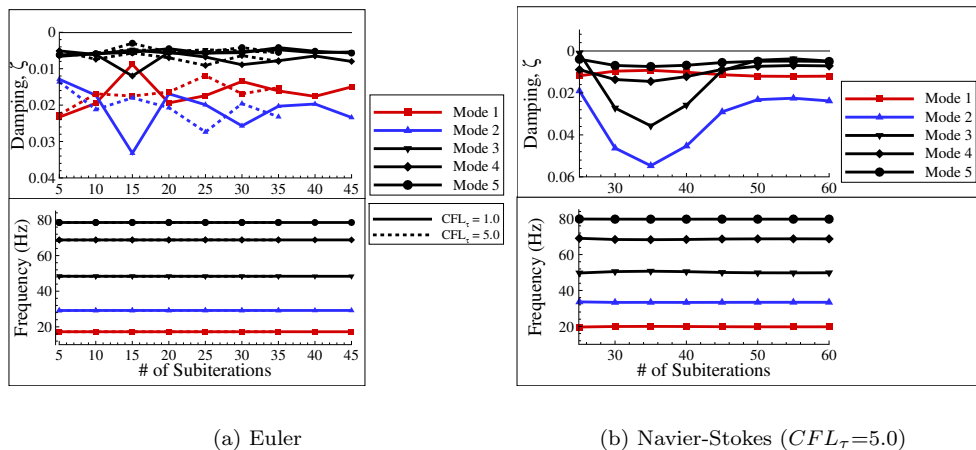 Damping, ζ
0
0.01
0.02
0.03
0.04
5 10 15 20 25 30 35 40 45
Mode 1
Mode 2
Mode 3
Mode 4
Mode 5
CFLτ = 1.0
CFLτ = 5.0
Frequency (Hz)
80
60
40
20
5 10 15 20 25 30 35 40 45
# of Subiterations
(a) Euler
Damping, ζ
0
0.02
0.04
0.06
30 40 50 60
Mode 1
Mode 2
Mode 3
Mode 4
Mode 5
Frequency (Hz)
80
60
40
20
30 40 50 60
# of Subiterations
(b) Navier-Stokes (CFLτ=5.0)